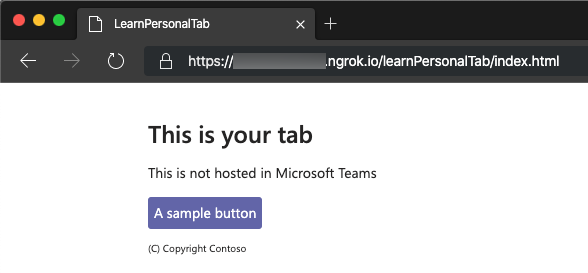 LearnPersonalTab
https:// .ngrok.io/learnPersonalTab/index.html
This is your tab
This is not hosted in Microsoft Teams
A sample button
(C) Copyright Contoso